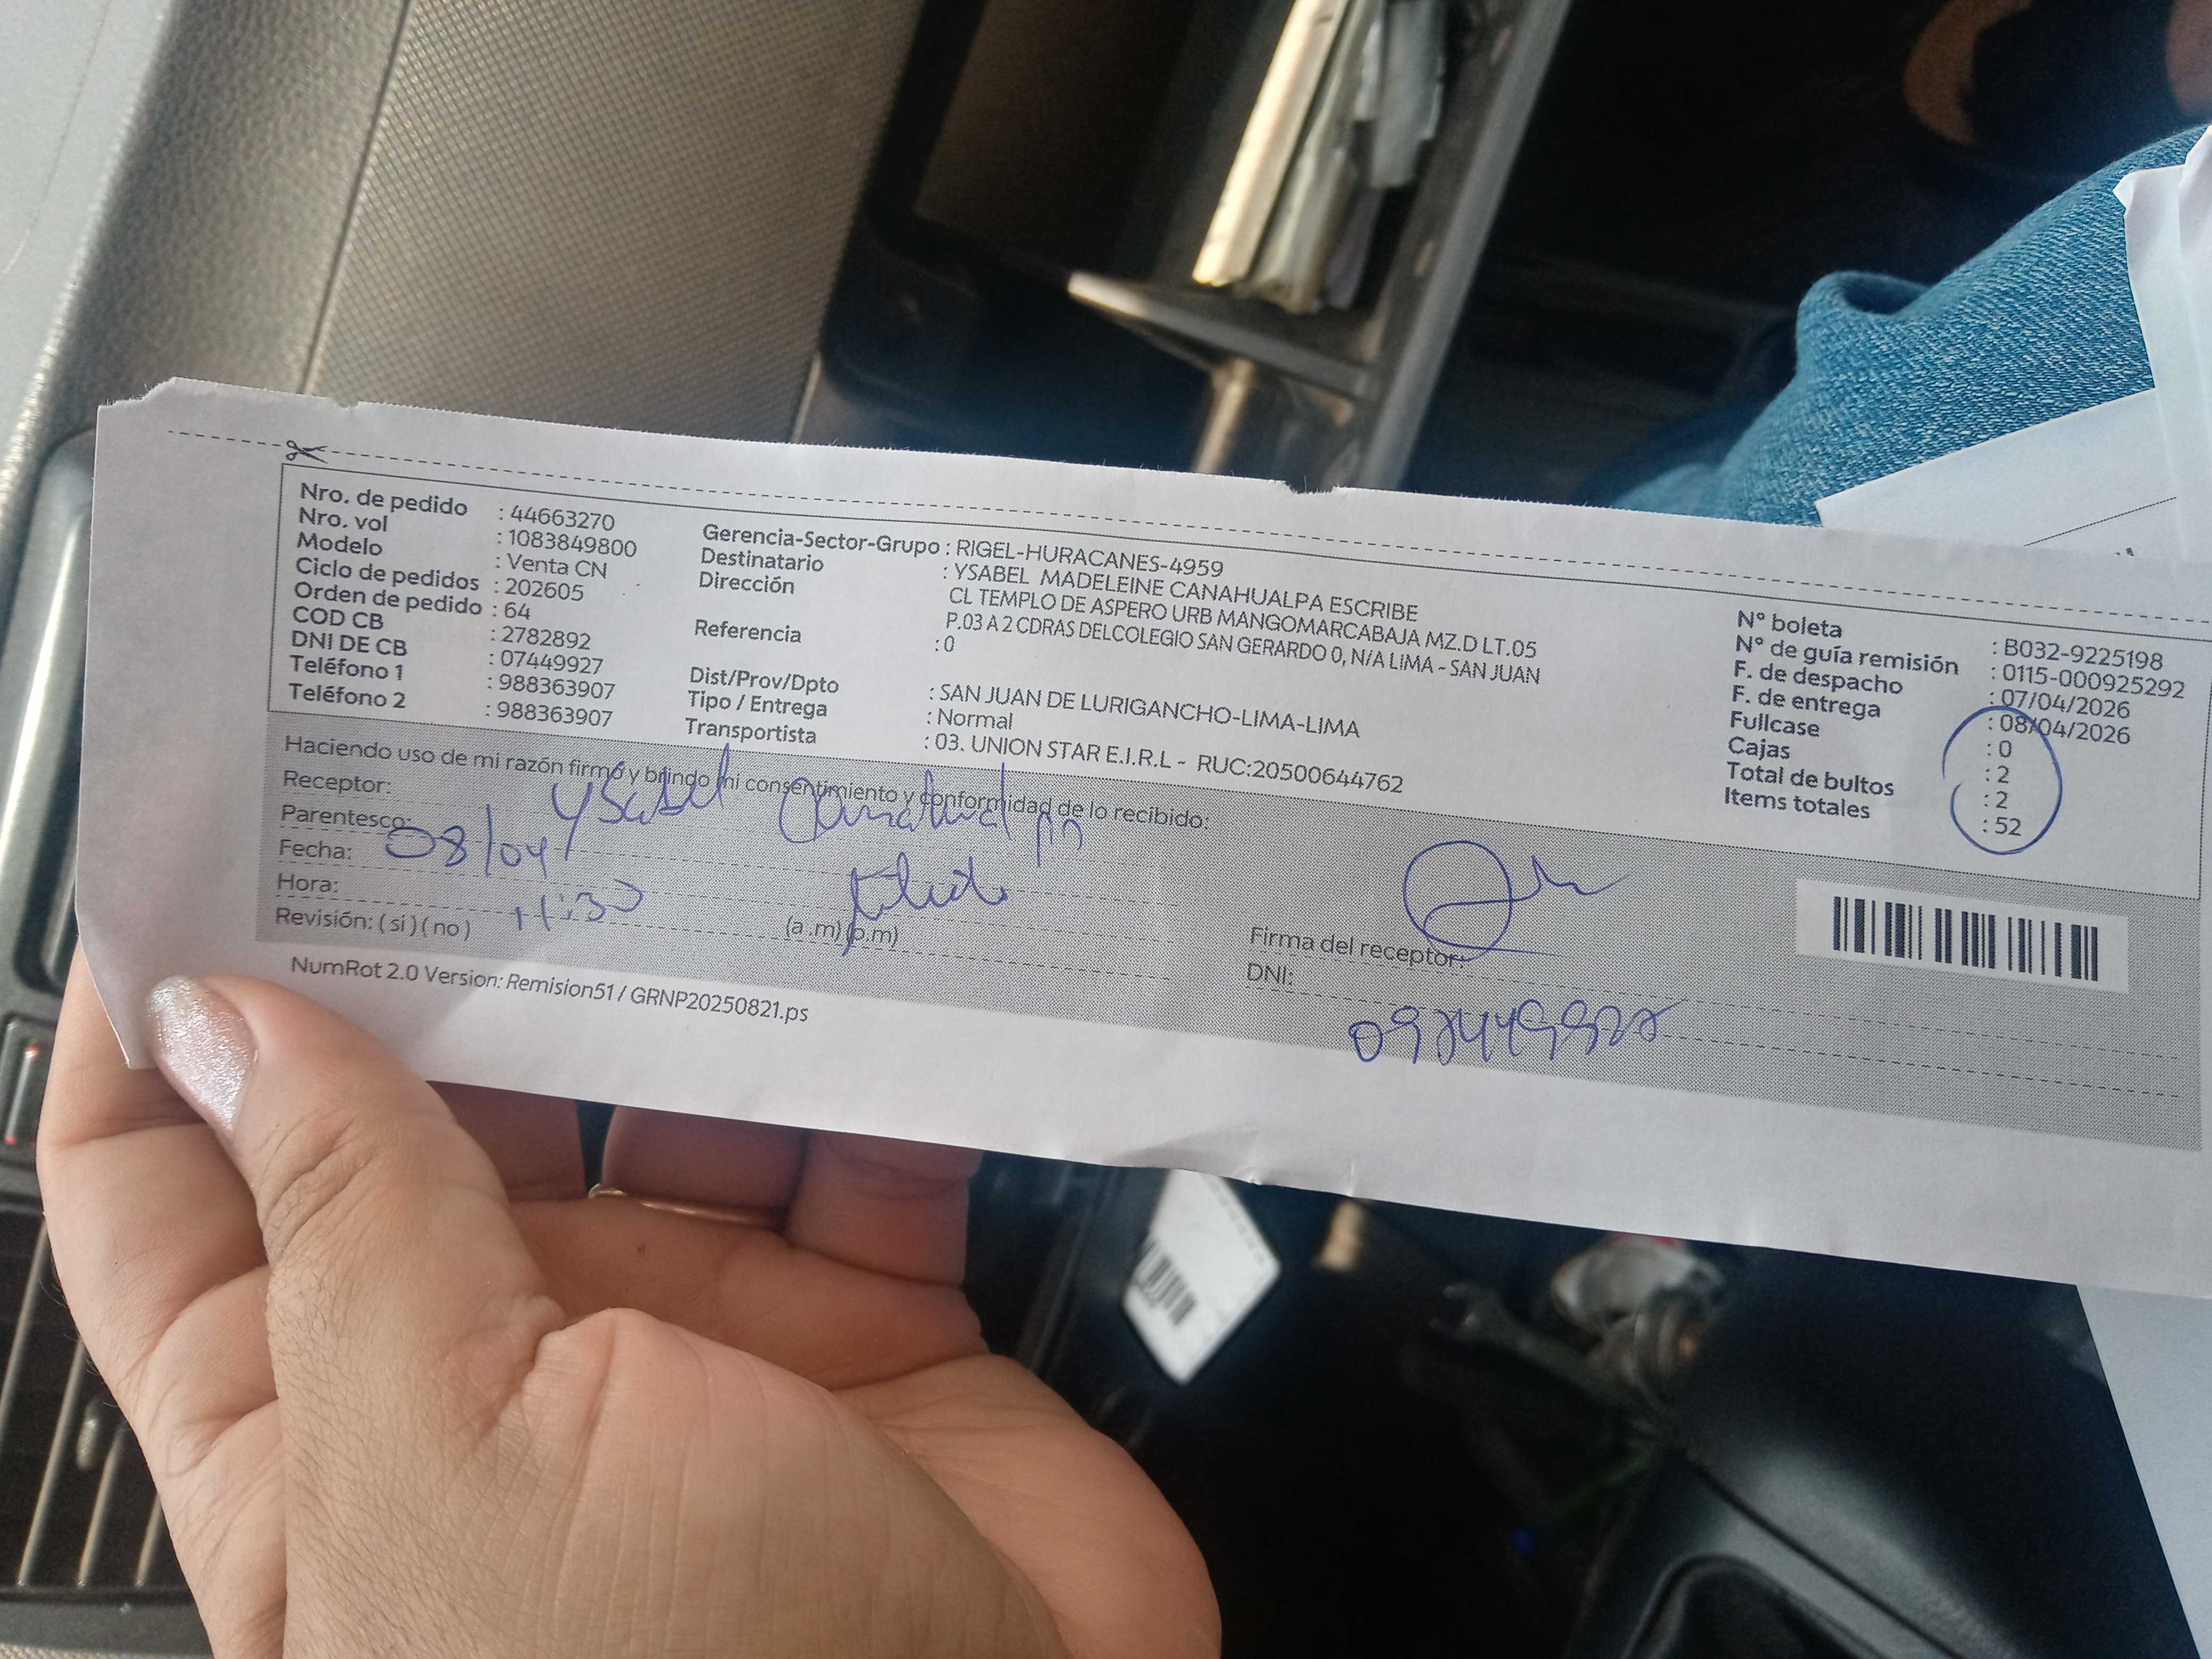 Nro. de pedido : 44663270
Nro. vol : 1083849800
Modelo : Venta CN
Ciclo de pedidos : 202605
Orden de pedido : 64
COD CB : 2782892
DNI DE CB : 07449927
Teléfono 1 : 988363907
Teléfono 2 : 988363907
Gerencia-Sector-Grupo : RIGEL-HURACANES-4959
Destinatario : YSABEL MADELEINE CANAHUALPA ESCRIBE
Dirección CL TEMPLO DE ASPERO URB MANGOMARCABAJA MZ.D LT.05
P.03 A 2 CDRAS DELCOLEGIO SAN GERARDO 0, N/A LIMA - SAN JUAN
Referencia : 0
Dist/Prov/Dpto : SAN JUAN DE LURIGANCHO-LIMA-LIMA
Tipo / Entrega : Normal
Transportista : 03. UNION STAR E.I.R.L - RUC:20500644762
N° boleta : B032-9225198
N° de guía remisión : 0115-000925292
F. de despacho : 07/04/2026
F. de entrega : 08/04/2026
Fullcase : 0
Cajas : 2
Total de bultos : 2
Items totales : 52
Haciendo uso de mi razón firmo y brindo mi consentimiento y conformidad de lo recibido:
Receptor: Ysabel
Parentesco:
Fecha: 08/04
Hora: 11:30 (a.m) (p.m)
Revisión: (si) (no)
Firma del receptor:
DNI:
NumRot 2.0 Version: Remision51 / GRNP20250821.ps